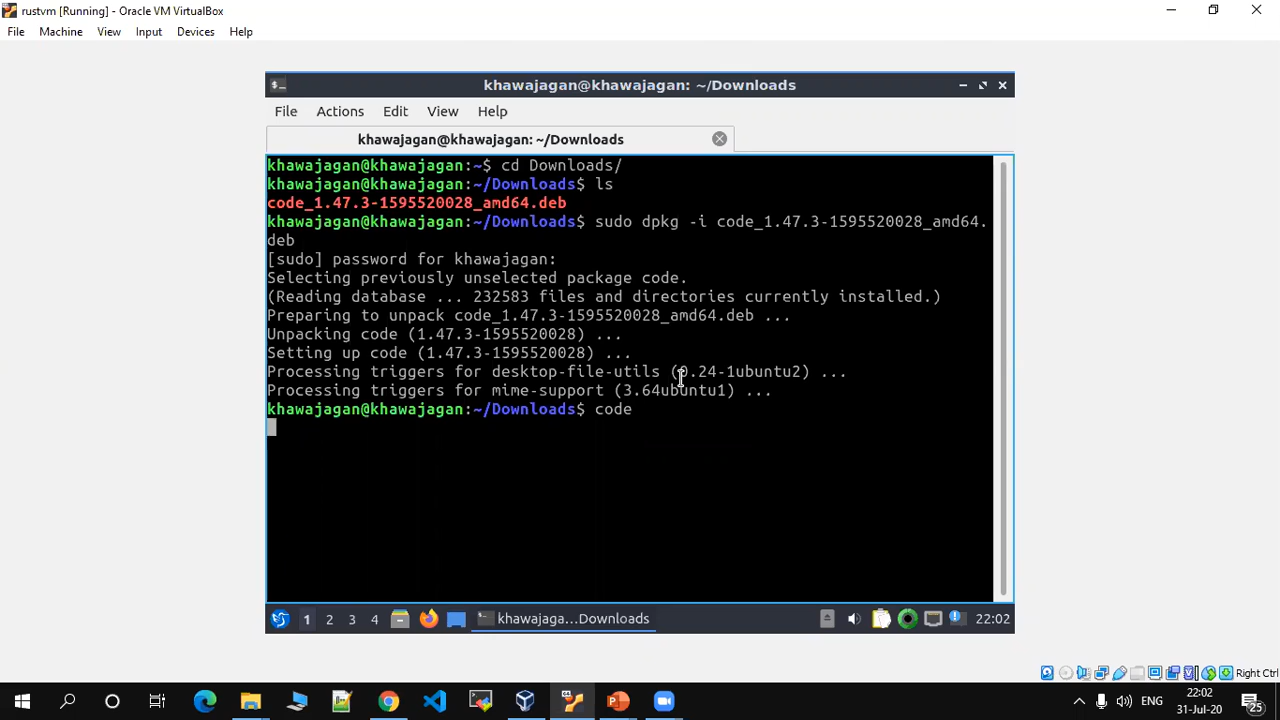 rustvm [Running] - Oracle VM VirtualBox
File Machine View Input Devices Help
khawajagan@khawajagan: ~/Downloads
File Actions Edit View Help
khawajagan@khawajagan: ~/Downloads
khawajagan@khawajagan:~$ cd Downloads/
khawajagan@khawajagan:~/Downloads$ ls
code_1.47.3-1595520028_amd64.deb
khawajagan@khawajagan:~/Downloads$ sudo dpkg -i code_1.47.3-1595520028_amd64.
deb
[sudo] password for khawajagan:
Selecting previously unselected package code.
(Reading database ... 232583 files and directories currently installed.)
Preparing to unpack code_1.47.3-1595520028_amd64.deb ...
Unpacking code (1.47.3-1595520028) ...
Setting up code (1.47.3-1595520028) ...
Processing triggers for desktop-file-utils (0.24-1ubuntu2) ...
Processing triggers for mime-support (3.64ubuntu1) ...
khawajagan@khawajagan:~/Downloads$ code
1 2 3 4 khawajaga...Downloads 22:02
Right Ctrl
ENG 22:02
31-Jul-20 25